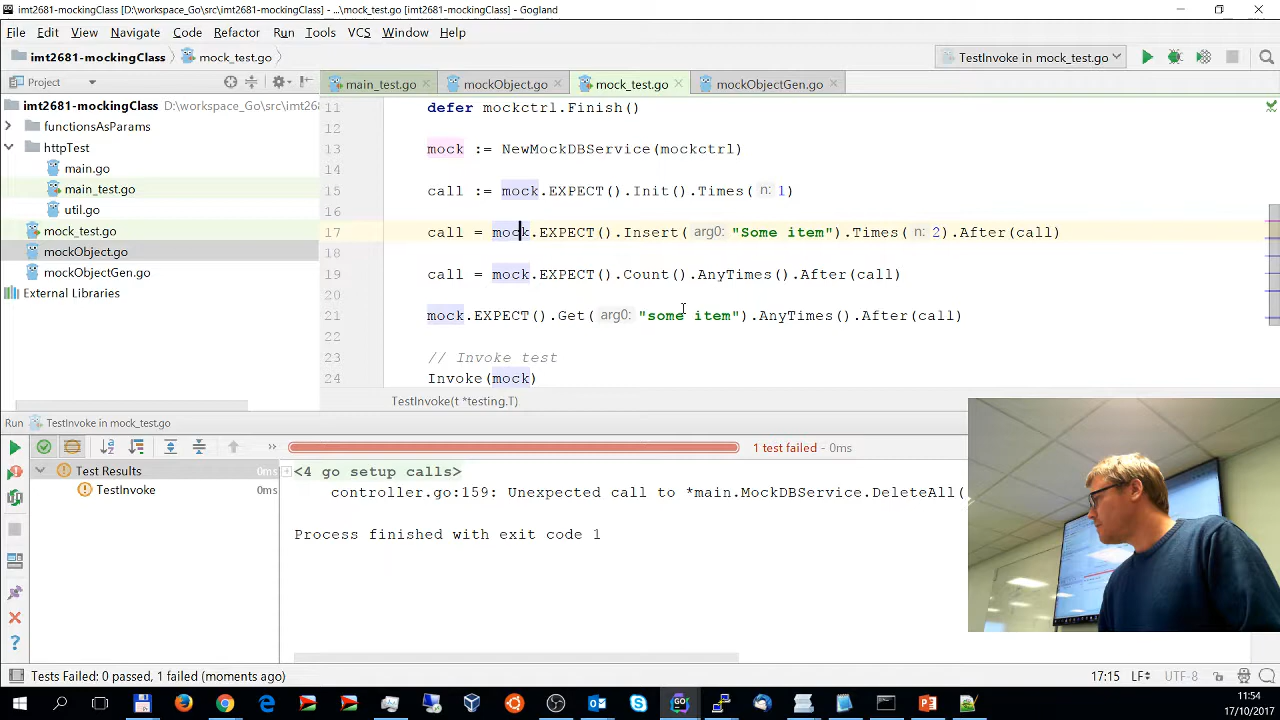 imt2681-mockingClass [D:\workspace_Go\src\imt2681-mockingClass] - ...\mock_test.go [imt2681-mockingClass] - Gogland
File Edit View Navigate Code Refactor Run Tools VCS Window Help
imt2681-mockingClass mock_test.go TestInvoke in mock_test.go
Project main_test.go mockObject.go mock_test.go mockObjectGen.go
imt2681-mockingClass D:\workspace_Go\src\imt26
functionsAsParams
httpTest
main.go
main_test.go
util.go
mock_test.go
mockObject.go
mockObjectGen.go
External Libraries
11 defer mockctrl.Finish()
12
13 mock := NewMockDBService(mockctrl)
14
15 call := mock.EXPECT().Init().Times( n: 1)
16
17 call = mock.EXPECT().Insert( arg0: "Some item").Times( n: 2).After(call)
18
19 call = mock.EXPECT().Count().AnyTimes().After(call)
20
21 mock.EXPECT().Get( arg0: "some item").AnyTimes().After(call)
22
23 // Invoke test
24 Invoke(mock)
TestInvoke(t *testing.T)
Run TestInvoke in mock_test.go
1 test failed - 0ms
Test Results 0ms
TestInvoke 0ms
<4 go setup calls>
controller.go:159: Unexpected call to *main.MockDBService.DeleteAll(
Process finished with exit code 1
Tests Failed: 0 passed, 1 failed (moments ago) 17:15 LF UTF-8
11:54
17/10/2017